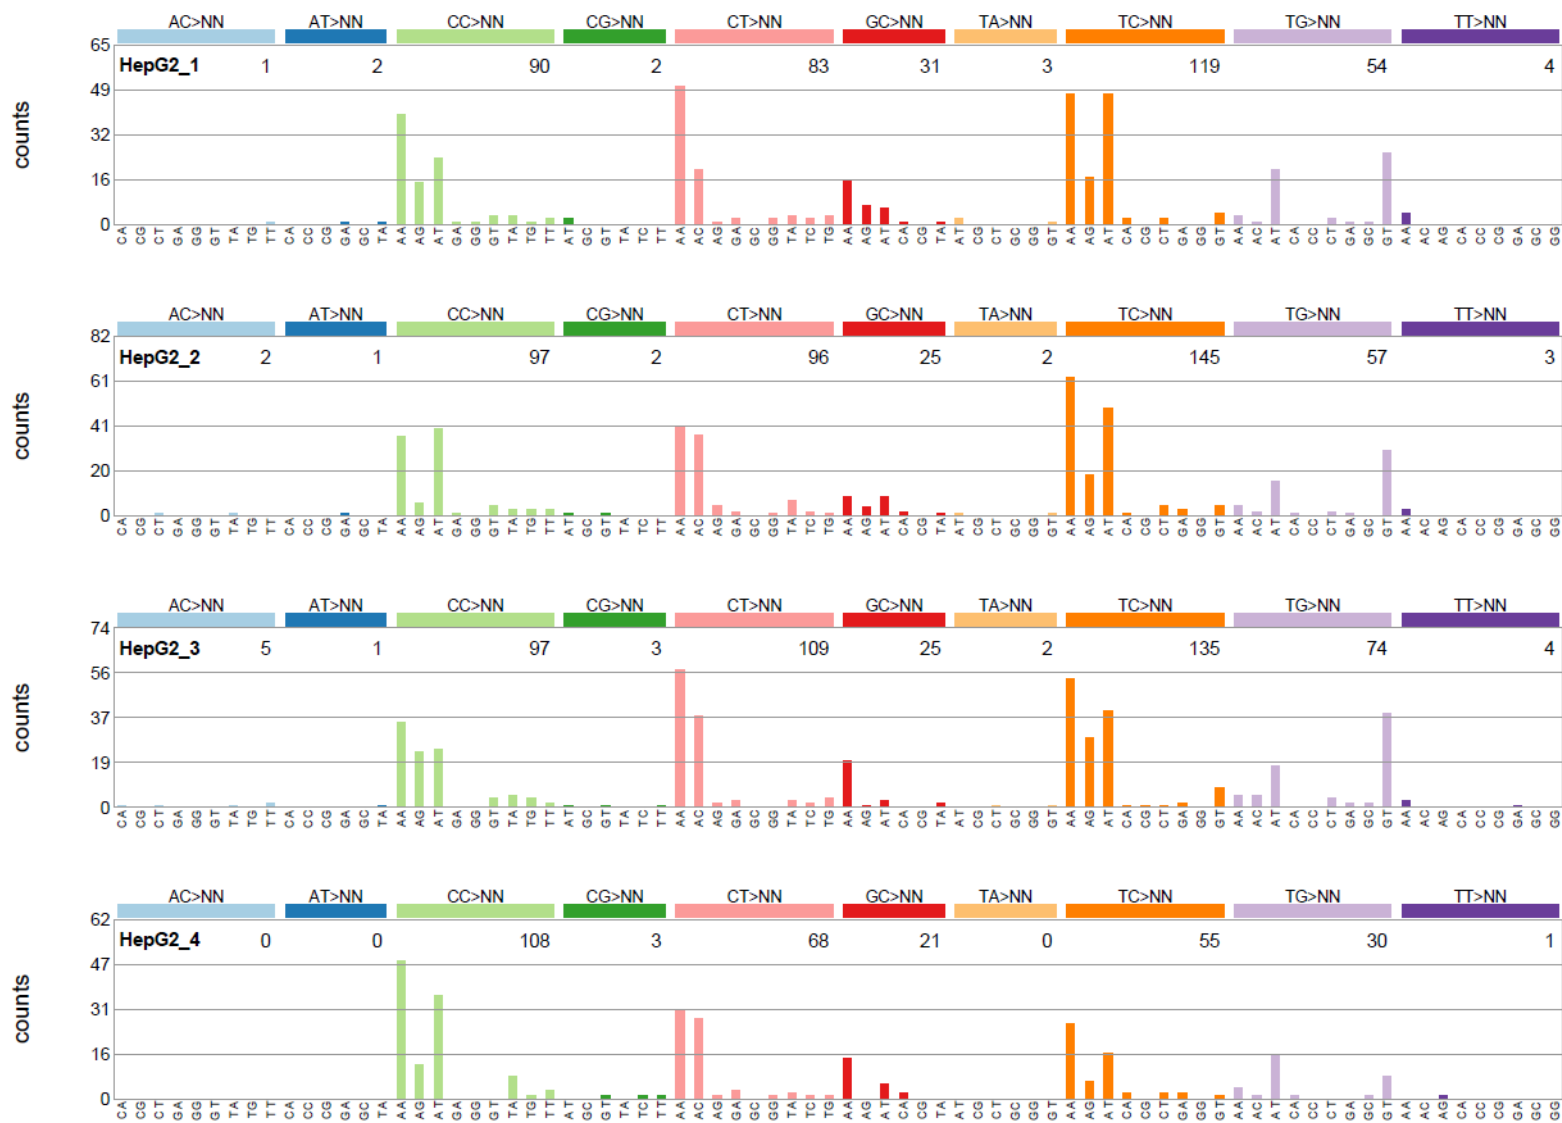 AC>NN AT>NN CC>NN CG>NN CT>NN GC>NN TA>NN TC>NN TG>NN TT>NN
65
HepG2_1 1 2 90 2 83 31 3 119 54 4
49
counts
32
16
0
CA CG CT GA GG GT TA TG TT CA CC CG GA GC TA AA AG AT GA GG GT TA TG TT AT GC GT TA TC TT AA AC AG GA GC GG TA TC TG AA AG AT CA CG TA AT CG CT GC GG GT AA AG AT CA CG CT GA GG GT AA AC AT CA CC CT GA GC GT AA AC AG CA CC CG GA GC GG
AC>NN AT>NN CC>NN CG>NN CT>NN GC>NN TA>NN TC>NN TG>NN TT>NN
82
HepG2_2 2 1 97 2 96 25 2 145 57 3
61
counts
41
20
0
CA CG CT GA GG GT TA TG TT CA CC CG GA GC TA AA AG AT GA GG GT TA TG TT AT GC GT TA TC TT AA AC AG GA GC GG TA TC TG AA AG AT CA CG TA AT CG CT GC GG GT AA AG AT CA CG CT GA GG GT AA AC AT CA CC CT GA GC GT AA AC AG CA CC CG GA GC GG
AC>NN AT>NN CC>NN CG>NN CT>NN GC>NN TA>NN TC>NN TG>NN TT>NN
74
HepG2_3 5 1 97 3 109 25 2 135 74 4
56
counts
37
19
0
CA CG CT GA GG GT TA TG TT CA CC CG GA GC TA AA AG AT GA GG GT TA TG TT AT GC GT TA TC TT AA AC AG GA GC GG TA TC TG AA AG AT CA CG TA AT CG CT GC GG GT AA AG AT CA CG CT GA GG GT AA AC AT CA CC CT GA GC GT AA AC AG CA CC CG GA GC GG
AC>NN AT>NN CC>NN CG>NN CT>NN GC>NN TA>NN TC>NN TG>NN TT>NN
62
HepG2_4 0 0 108 3 68 21 0 55 30 1
47
counts
31
16
0
CA CG CT GA GG GT TA TG TT CA CC CG GA GC TA AA AG AT GA GG GT TA TG TT AT GC GT TA TC TT AA AC AG GA GC GG TA TC TG AA AG AT CA CG TA AT CG CT GC GG GT AA AG AT CA CG CT GA GG GT AA AC AT CA CC CT GA GC GT AA AC AG CA CC CG GA GC GG